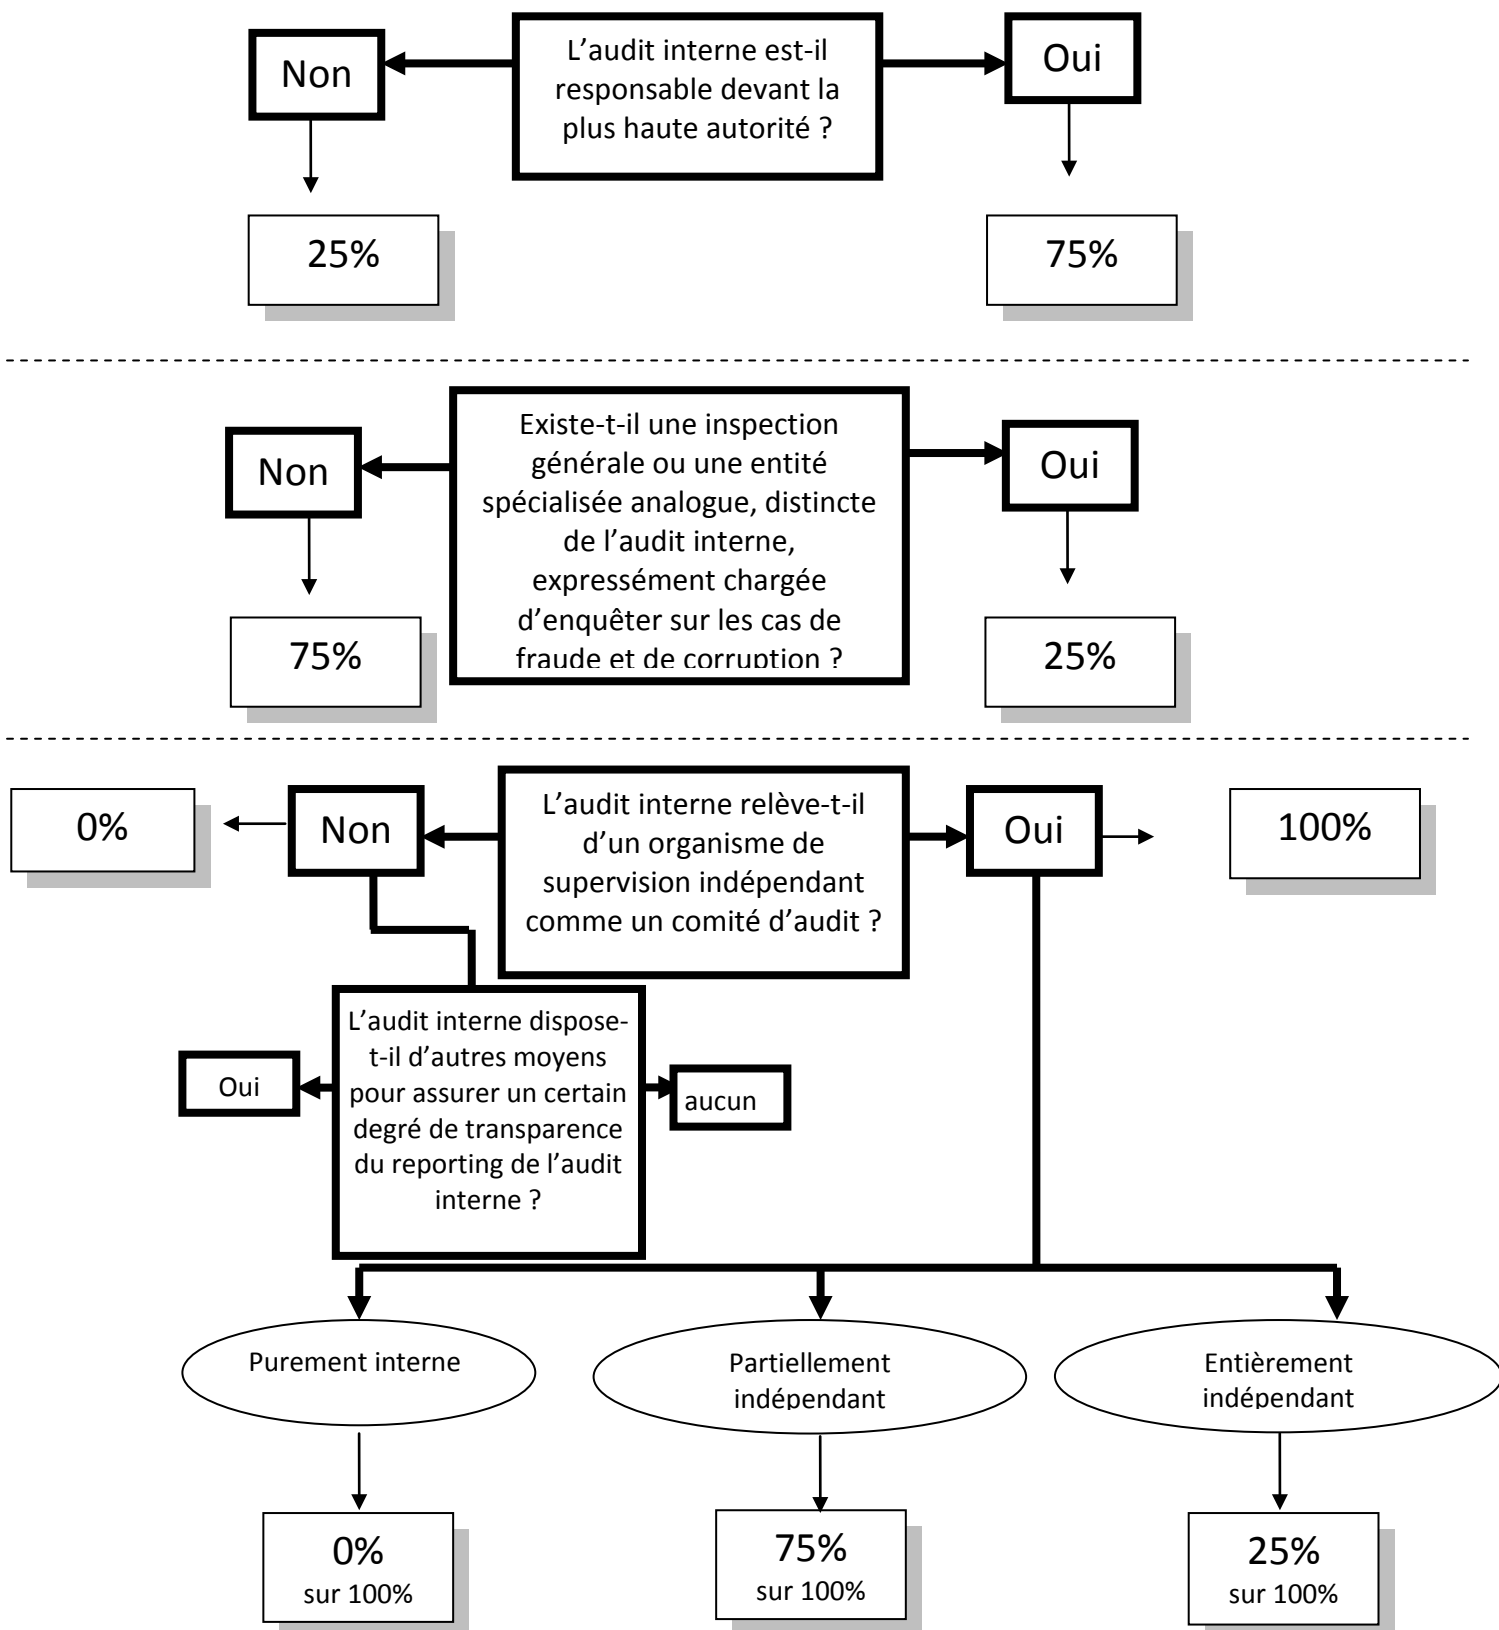 Non
L’audit interne est-il
responsable devant la
plus haute autorité ?
Oui
25%
75%
Non
Existe-t-il une inspection
générale ou une entité
spécialisée analogue, distincte
de l’audit interne,
expressément chargée
d’enquêter sur les cas de
fraude et de corruption ?
Oui
75%
25%
0%
Non
L’audit interne relève-t-il
d’un organisme de
supervision indépendant
comme un comité d’audit ?
Oui
100%
Oui
L’audit interne dispose-
t-il d’autres moyens
pour assurer un certain
degré de transparence
du reporting de l’audit
interne ?
aucun
Purement interne
Partiellement
indépendant
Entièrement
indépendant
0%
sur 100%
75%
sur 100%
25%
sur 100%